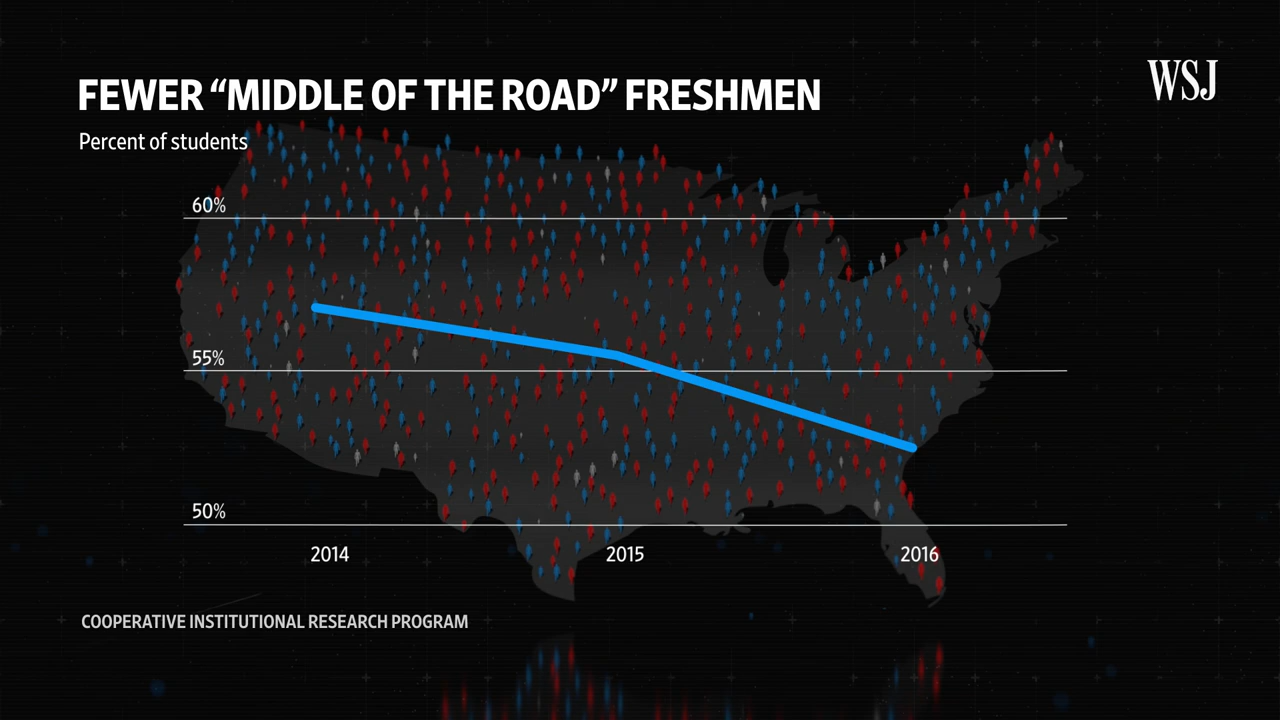 FEWER “MIDDLE OF THE ROAD” FRESHMEN
WSJ
Percent of students
60%
55%
50%
2014
2015
2016
COOPERATIVE INSTITUTIONAL RESEARCH PROGRAM